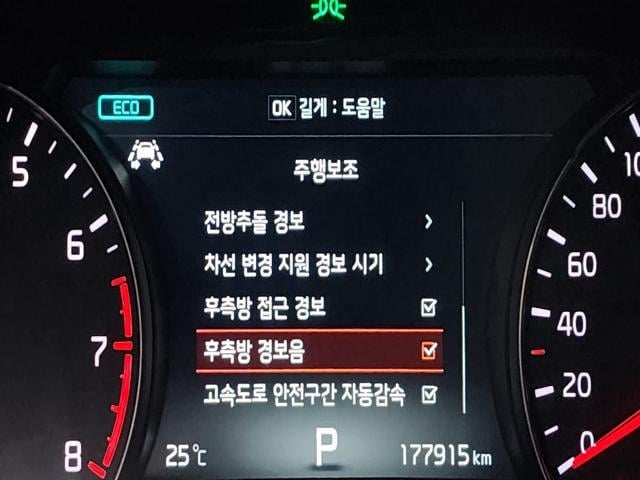 ECO
OK 길게 : 도움말
주행보조
전방추돌 경보
차선 변경 지원 경보 시기
후측방 접근 경보
후측방 경보음
고속도로 안전구간 자동감속
25℃
P
177915 km
5
6
7
8
80
60
40
20
0